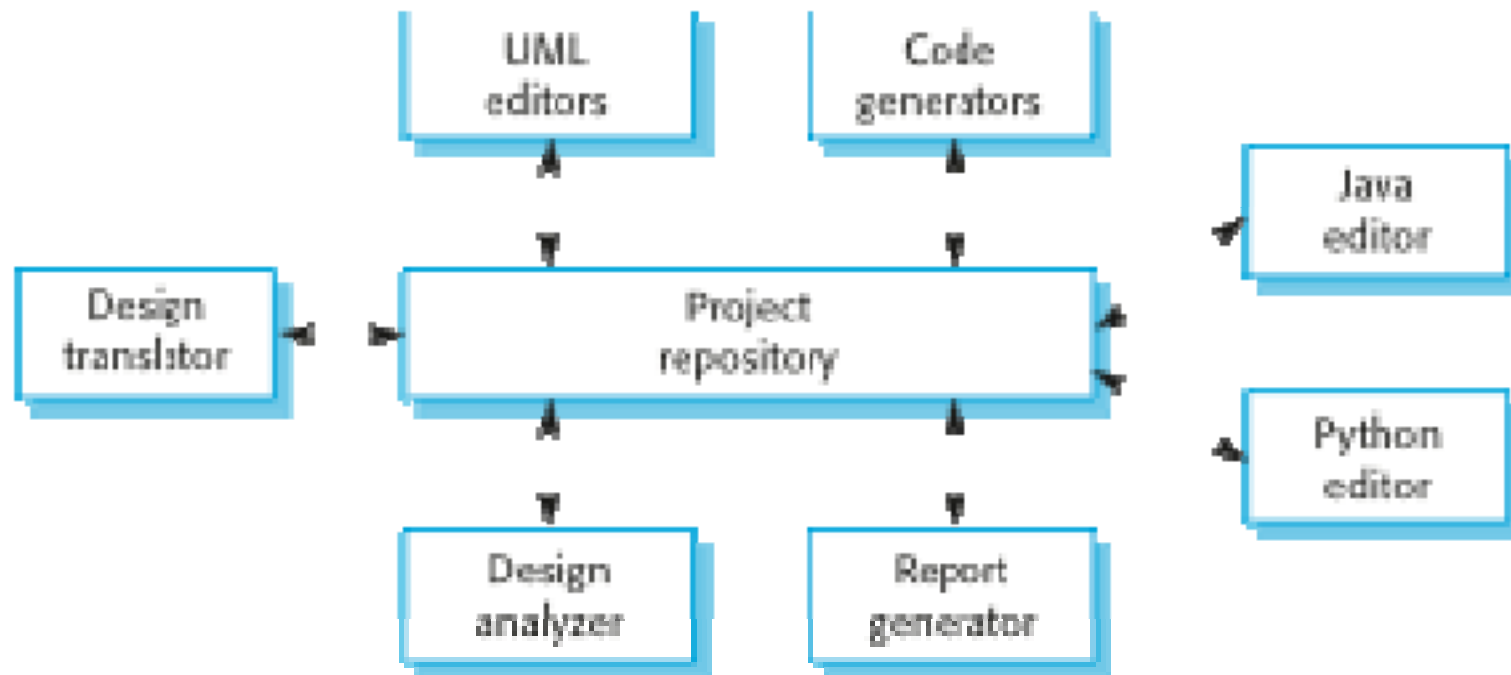 UML
editors
Code
generators
Java
editor
Design
translator
Project
repository
Python
editor
Design
analyzer
Report
generator